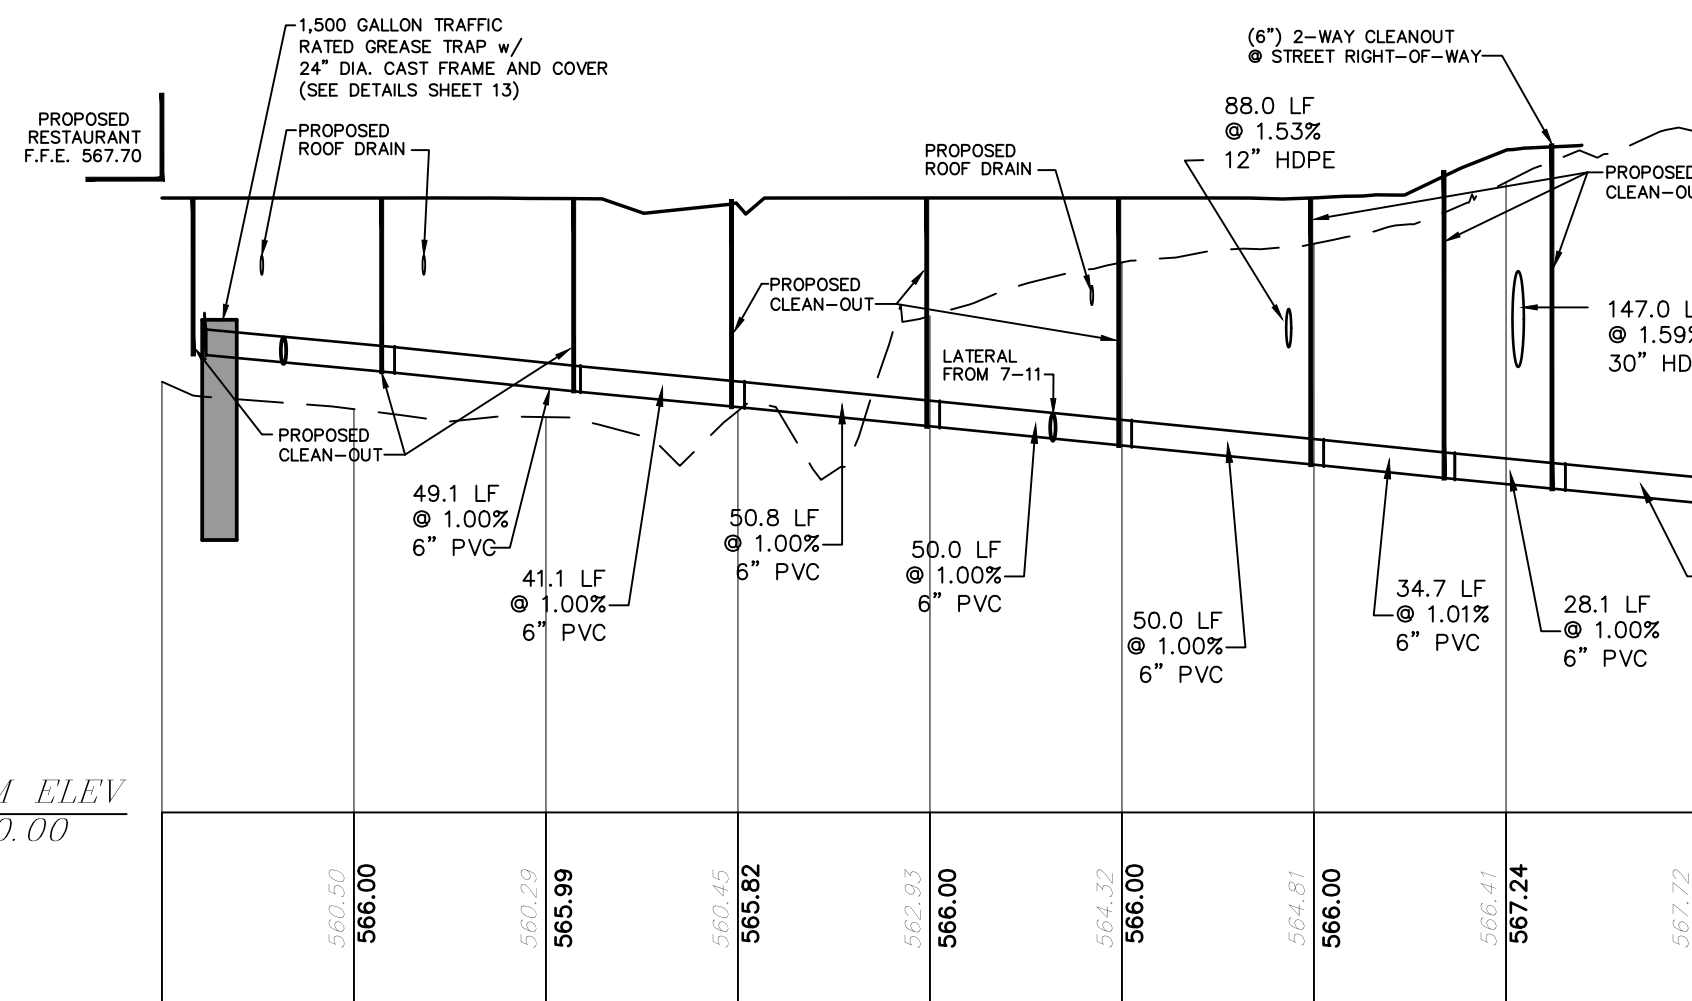 1,500 GALLON TRAFFIC
RATED GREASE TRAP w/
24" DIA. CAST FRAME AND COVER
(SEE DETAILS SHEET 13)
PROPOSED
RESTAURANT
F.F.E. 567.70
PROPOSED
ROOF DRAIN
PROPOSED
ROOF DRAIN
(6") 2-WAY CLEANOUT
@ STREET RIGHT-OF-WAY
88.0 LF
@ 1.53%
12" HDPE
PROPOSED
CLEAN-OU
PROPOSED
CLEAN-OUT
147.0 L
@ 1.59%
30" HD
LATERAL
FROM 7-11
PROPOSED
CLEAN-OUT
49.1 LF
@ 1.00%
6" PVC
41.1 LF
@ 1.00%
6" PVC
50.8 LF
@ 1.00%
6" PVC
50.0 LF
@ 1.00%
6" PVC
50.0 LF
@ 1.00%
6" PVC
34.7 LF
@ 1.01%
6" PVC
28.1 LF
@ 1.00%
6" PVC
M ELEV
0.00
560.50
566.00
560.29
565.99
560.45
565.82
562.93
566.00
564.32
566.00
564.81
566.00
566.41
567.24
567.72